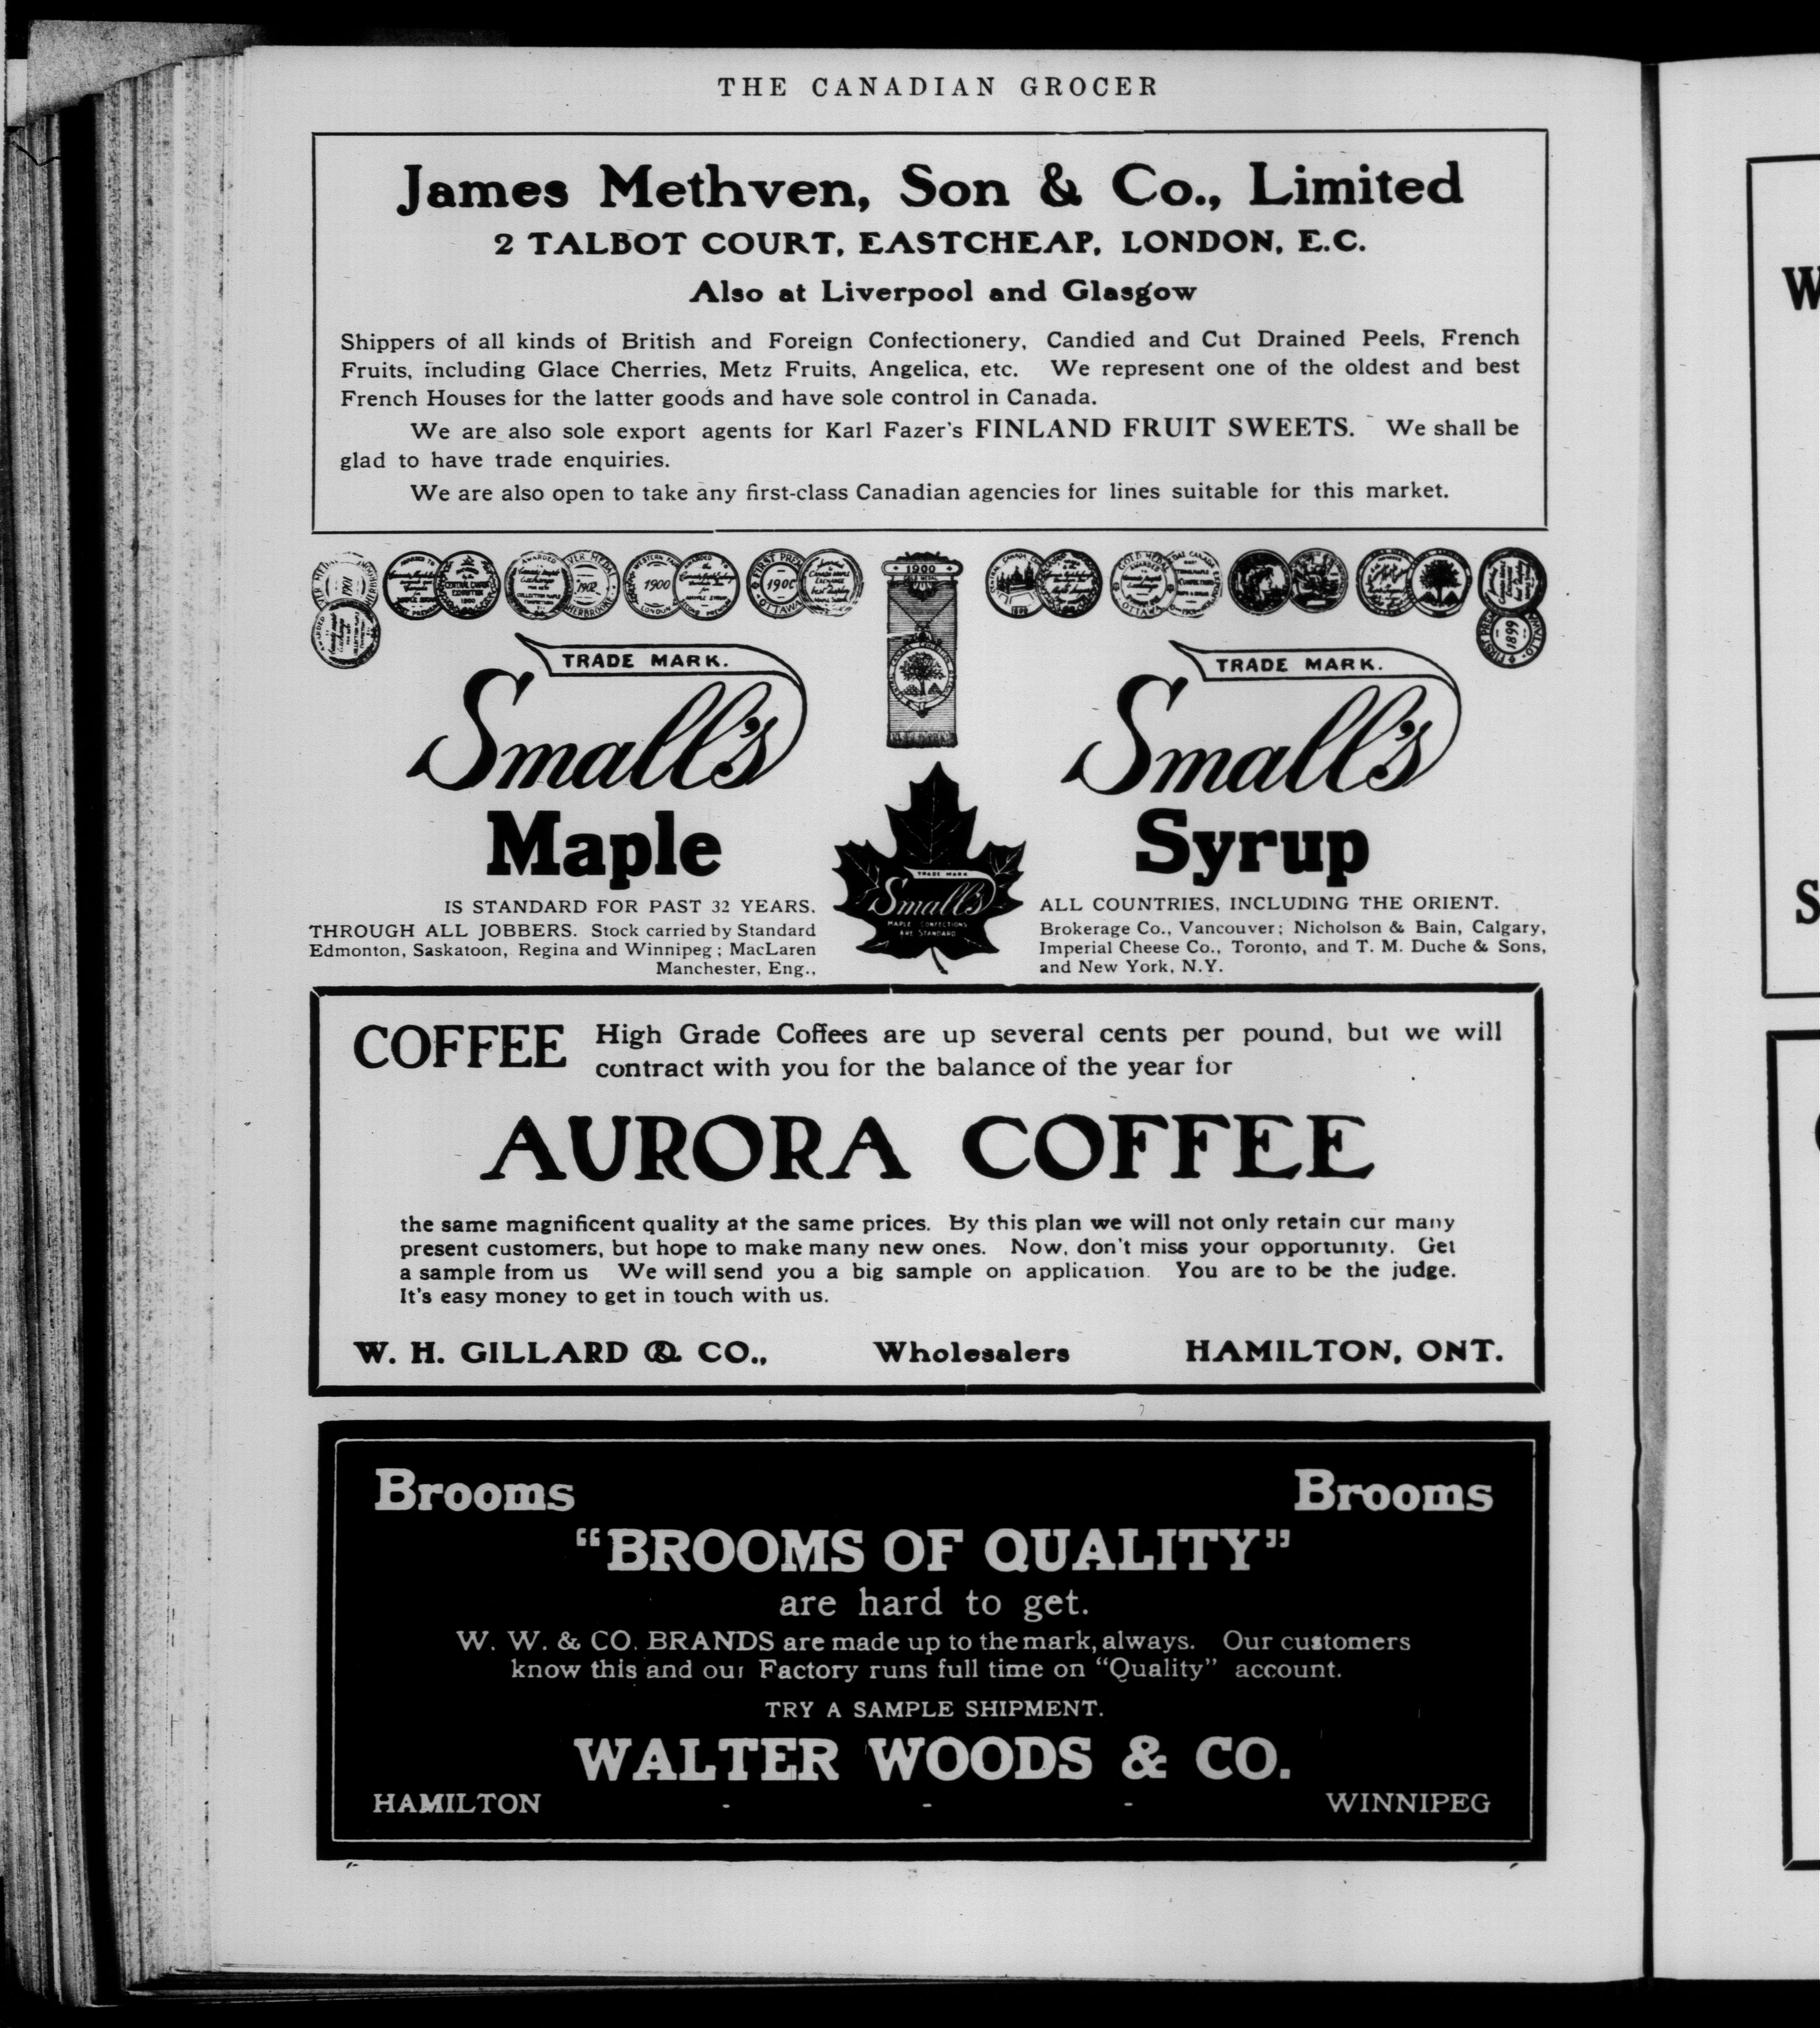 THE CANADIAN GROCER
James Methven, Son & Co., Limited
2 TALBOT COURT, EASTCHEAP, LONDON, E.C.
Also at Liverpool and Glasgow
Shippers of all kinds of British and Foreign Confectionery, Candied and Cut Drained Peels, French
Fruits, including Glace Cherries, Metz Fruits, Angelica, etc. We represent one of the oldest and best
French Houses for the latter goods and have sole control in Canada.
We are also sole export agents for Karl Fazer's FINLAND FRUIT SWEETS. We shall be
glad to have trade enquiries.
We are also open to take any first-class Canadian agencies for lines suitable for this market.
1901
1900
1900
1900
1899
TRADE MARK.
Small's
Maple
IS STANDARD FOR PAST 32 YEARS,
THROUGH ALL JOBBERS. Stock carried by Standard
Edmonton, Saskatoon, Regina and Winnipeg; MacLaren
Manchester, Eng.,
TRADE MARK
Small's
MAPLE CONFECTIONS
ARE STANDARD
TRADE MARK.
Small's
Syrup
ALL COUNTRIES, INCLUDING THE ORIENT.
Brokerage Co., Vancouver; Nicholson & Bain, Calgary,
Imperial Cheese Co., Toronto, and T. M. Duche & Sons,
and New York, N.Y.
COFFEE High Grade Coffees are up several cents per pound, but we will
contract with you for the balance of the year for
AURORA COFFEE
the same magnificent quality at the same prices. By this plan we will not only retain our many
present customers, but hope to make many new ones. Now, don't miss your opportunity. Get
a sample from us We will send you a big sample on application. You are to be the judge.
It's easy money to get in touch with us.
W. H. GILLARD & CO., Wholesalers HAMILTON, ONT.
Brooms Brooms
"BROOMS OF QUALITY"
are hard to get.
W. W. & CO. BRANDS are made up to the mark, always. Our customers
know this and our Factory runs full time on "Quality" account.
TRY A SAMPLE SHIPMENT.
WALTER WOODS & CO.
HAMILTON - - - WINNIPEG